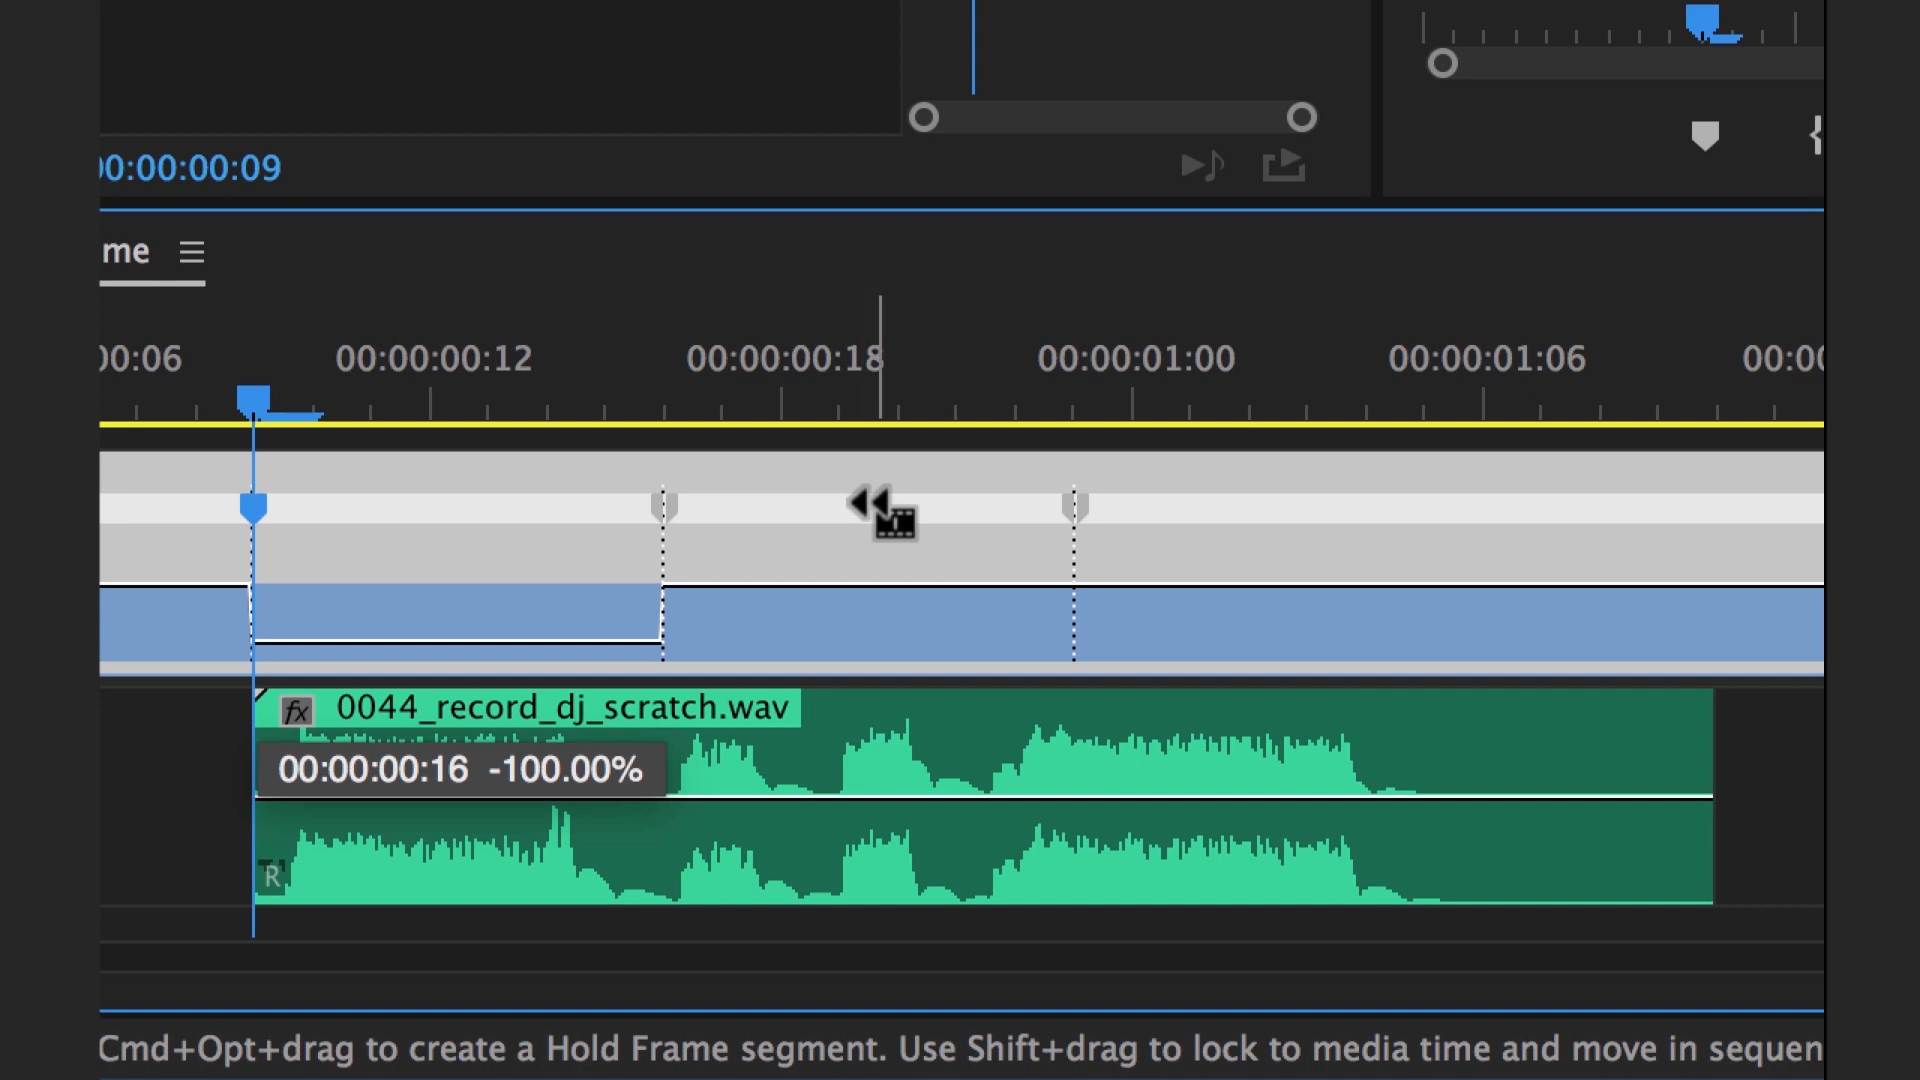 00:00:00:09
me
00:06 00:00:00:12 00:00:00:18 00:00:01:00 00:00:01:06 00:00
fx 0044_record_dj_scratch.wav
00:00:00:16 -100.00%
R
Cmd+Opt+drag to create a Hold Frame segment. Use Shift+drag to lock to media time and move in sequen